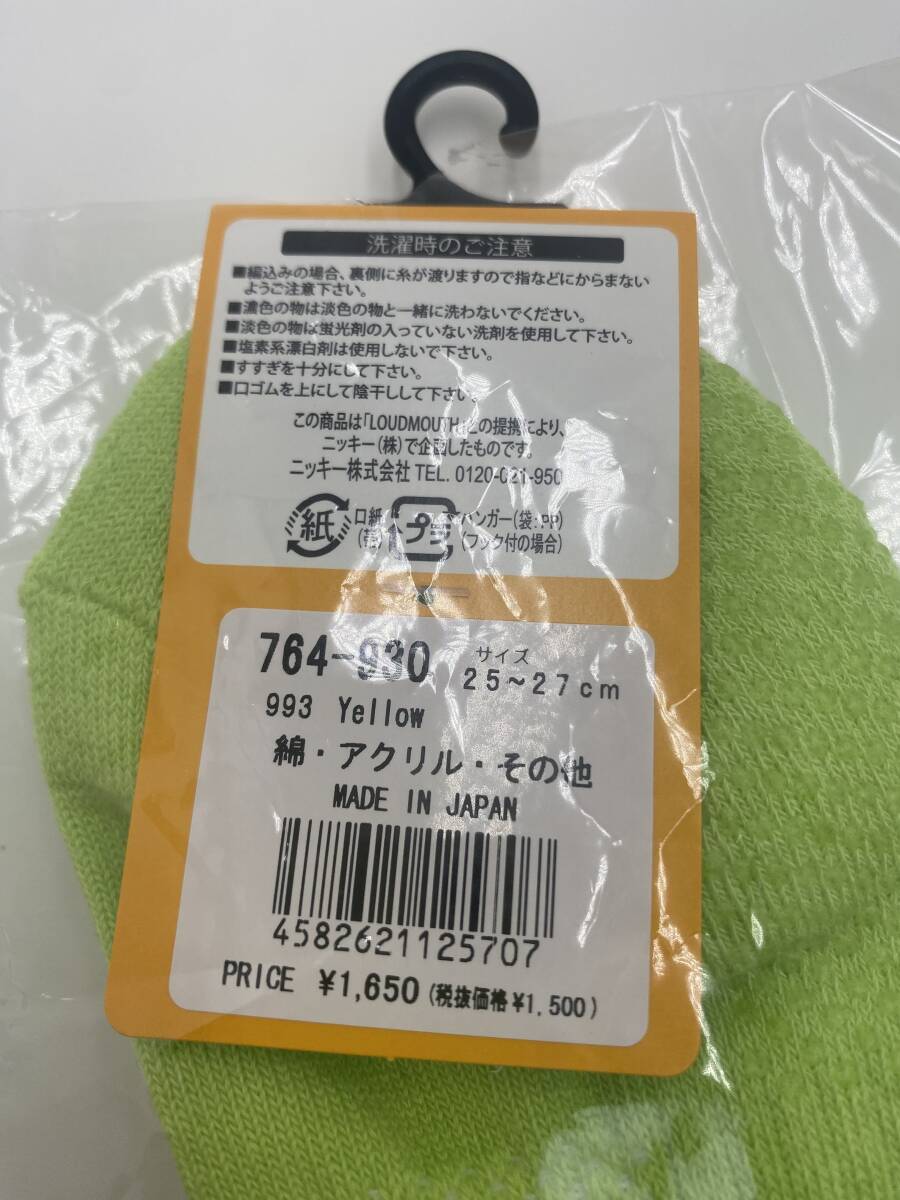 洗濯時のご注意
■編込みの場合、裏側に糸が渡りますので指などにからまない
ようご注意下さい。
■濃色の物は淡色の物と一緒に洗わないでください。
■淡色の物は蛍光剤の入っていない洗剤を使用して下さい。
■塩素系漂白剤は使用しないで下さい。
■すすぎを十分にして下さい。
■口ゴムを上にして陰干しして下さい。
この商品は「LOUDMOUTH」との提携により、
ニッキー(株)で企画したものです。
ニッキー株式会社 TEL. 0120-021-950
紙 口紙 プラ ハンガー(袋:PP)
(フック付の場合)
764-930 サイズ
25~27cm
993 Yellow
綿・アクリル・その他
MADE IN JAPAN
4582621125707
PRICE ¥1,650 (税抜価格¥1,500)